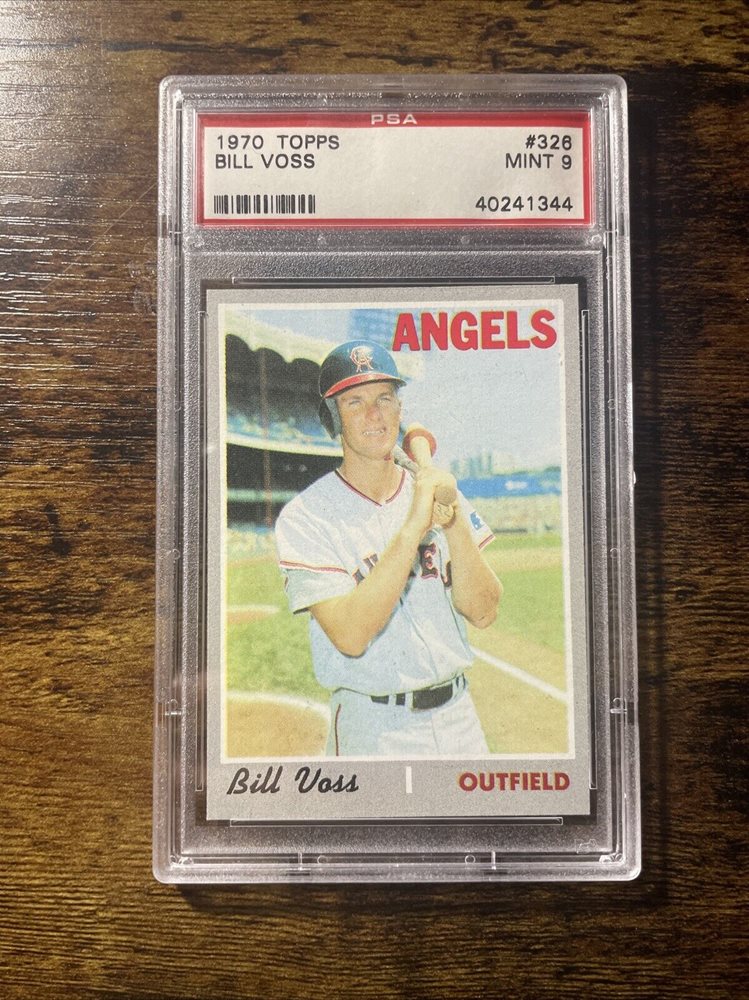 PSA
1970 TOPPS #326
BILL VOSS MINT 9
40241344
ANGELS
Bill Voss OUTFIELD